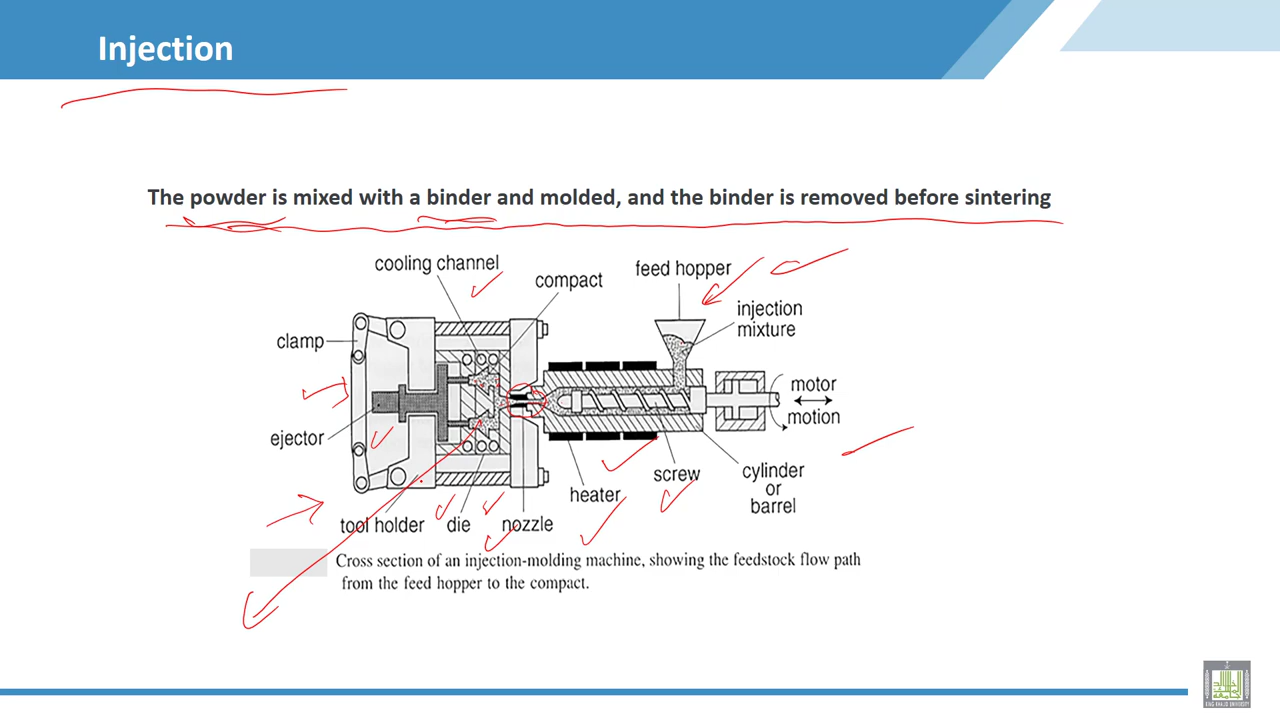 Injection
The powder is mixed with a binder and molded, and the binder is removed before sintering
cooling channel
compact
feed hopper
injection
mixture
clamp
motor
motion
ejector
screw
cylinder
or
barrel
heater
tool holder
die
nozzle
Cross section of an injection-molding machine, showing the feedstock flow path
from the feed hopper to the compact.